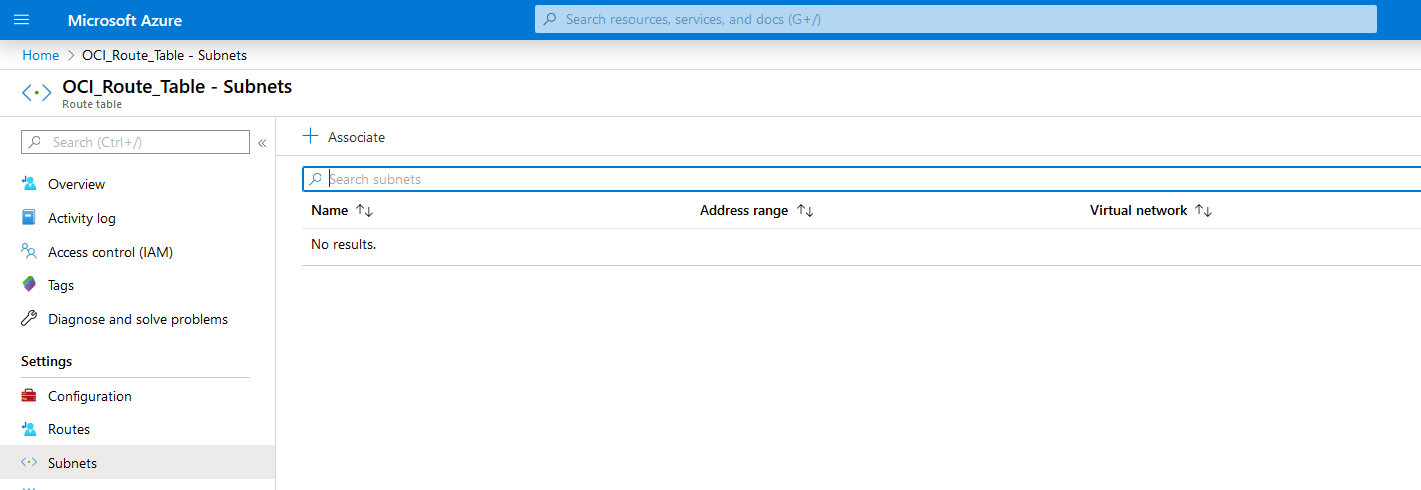 Microsoft Azure
Search resources, services, and docs (G+/)
Home > OCI_Route_Table - Subnets
OCI_Route_Table - Subnets
Route table
Search (Ctrl+/)
«
Associate
Search subnets
Name Address range Virtual network
No results.
Overview
Activity log
Access control (IAM)
Tags
Diagnose and solve problems
Settings
Configuration
Routes
Subnets